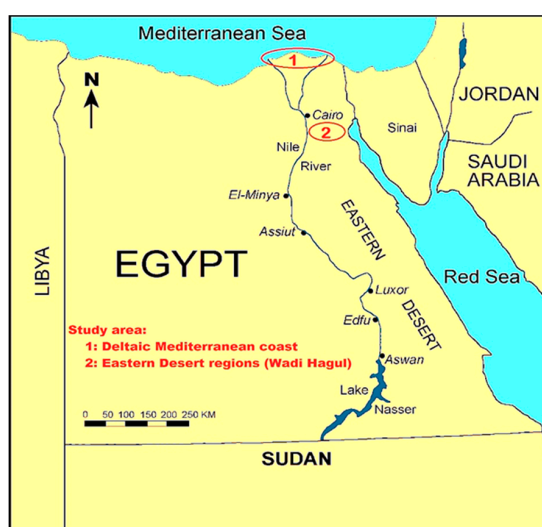 Mediterranean Sea
1
N
JORDAN
Cairo
2
Sinai
Nile
River
SAUDI
ARABIA
El-Minya
EASTERN
DESERT
Assiut
LIBYA
EGYPT
Red Sea
Luxor
Edfu
Study area:
1: Deltaic Mediterranean coast
2: Eastern Desert regions (Wadi Hagul)
Aswan
Lake
Nasser
0 50 100 150 200 250 KM
SUDAN